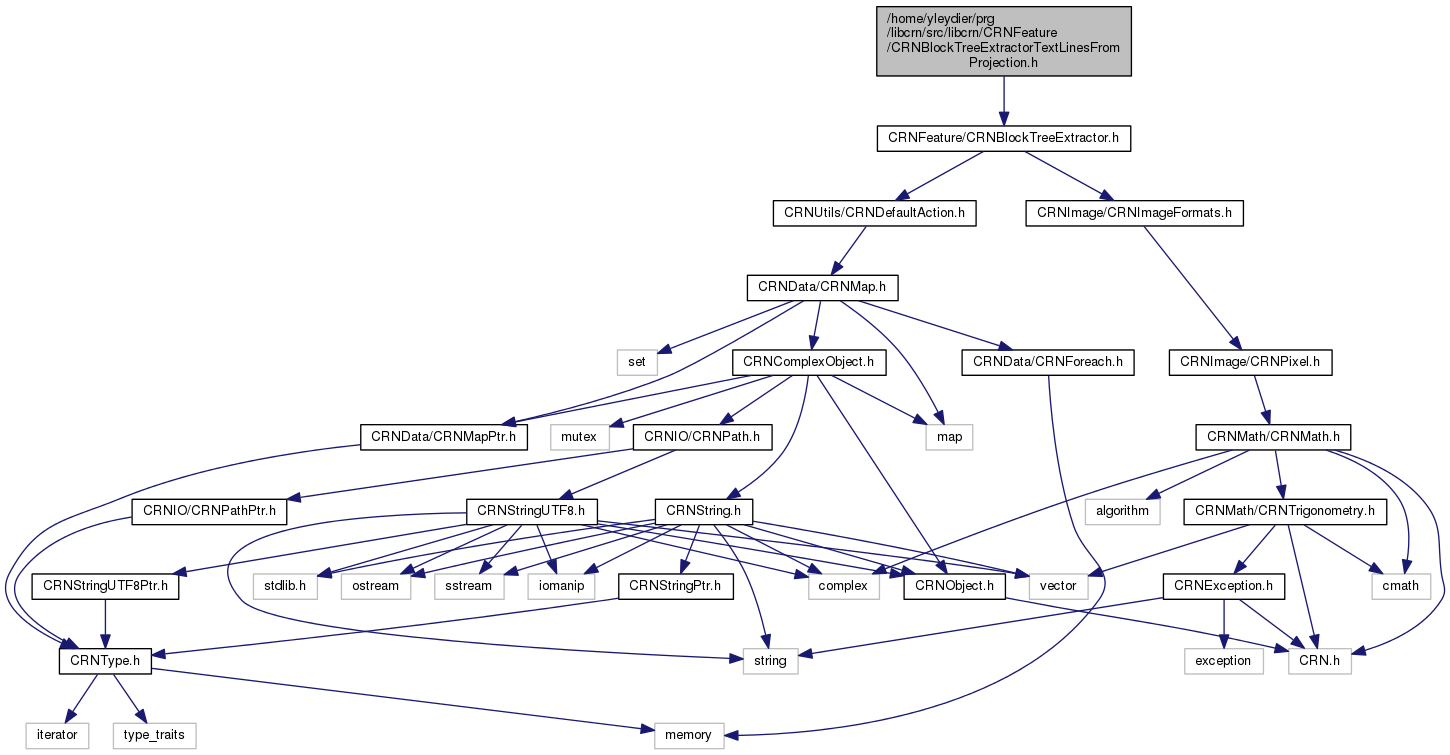 /home/yleydier/prg
/libcrn/src/libcrn/CRNFeature
/CRNBlockTreeExtractorTextLinesFrom
Projection.h
CRNFeature/CRNBlockTreeExtractor.h
CRNUtils/CRNDefaultAction.h
CRNImage/CRNImageFormats.h
CRNData/CRNMap.h
set
CRNComplexObject.h
CRNData/CRNForeach.h
CRNImage/CRNPixel.h
CRNData/CRNMapPtr.h
mutex
CRNIO/CRNPath.h
map
CRNMath/CRNMath.h
CRNIO/CRNPathPtr.h
CRNStringUTF8.h
CRNString.h
algorithm
CRNMath/CRNTrigonometry.h
CRNStringUTF8Ptr.h
stdlib.h
ostream
sstream
iomanip
CRNStringPtr.h
complex
CRNObject.h
vector
CRNException.h
cmath
CRNType.h
string
exception
CRN.h
iterator
type_traits
memory